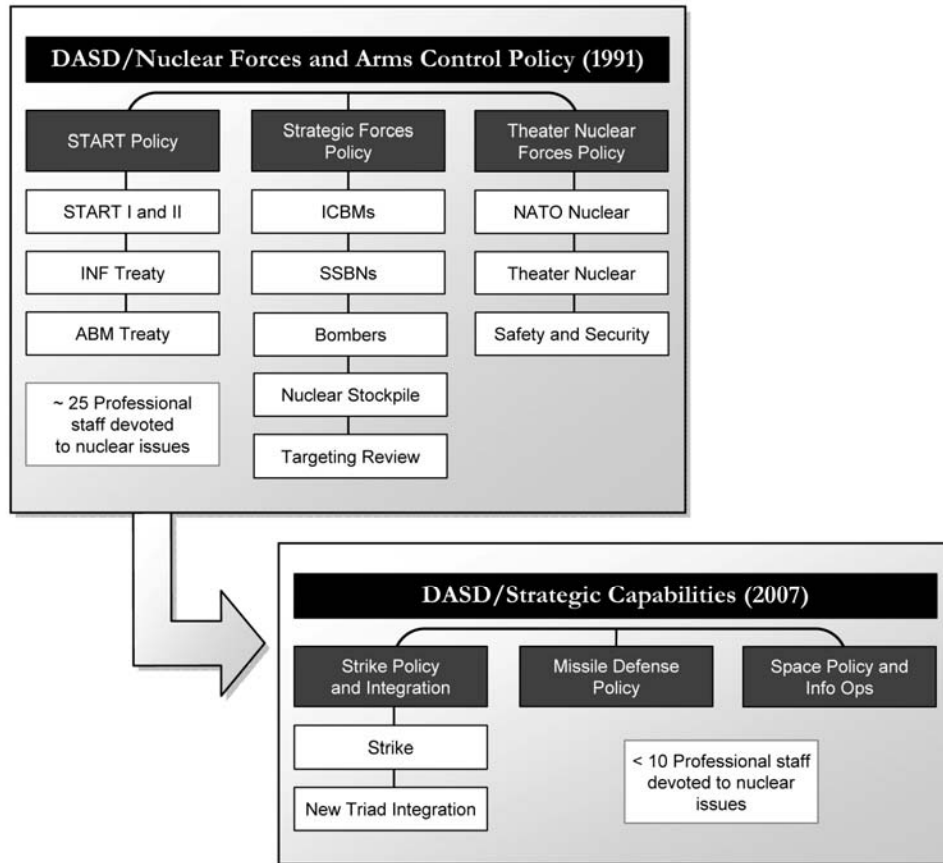 DASD/Nuclear Forces and Arms Control Policy (1991)
START Policy
START I and II
INF Treaty
ABM Treaty
~ 25 Professional
staff devoted
to nuclear issues
Strategic Forces
Policy
ICBMs
SSBNs
Bombers
Nuclear Stockpile
Targeting Review
Theater Nuclear
Forces Policy
NATO Nuclear
Theater Nuclear
Safety and Security
DASD/Strategic Capabilities (2007)
Strike Policy
and Integration
Strike
New Triad Integration
Missile Defense
Policy
Space Policy and
Info Ops
< 10 Professional staff
devoted to nuclear
issues